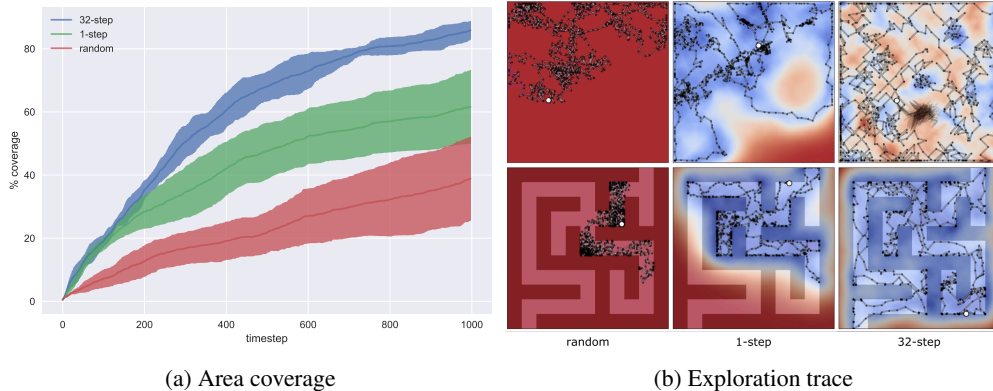 32-step
1-step
random
80
60
40
20
0
% coverage
0 200 400 600 800 1000
timestep
random 1-step 32-step
(a) Area coverage
(b) Exploration trace